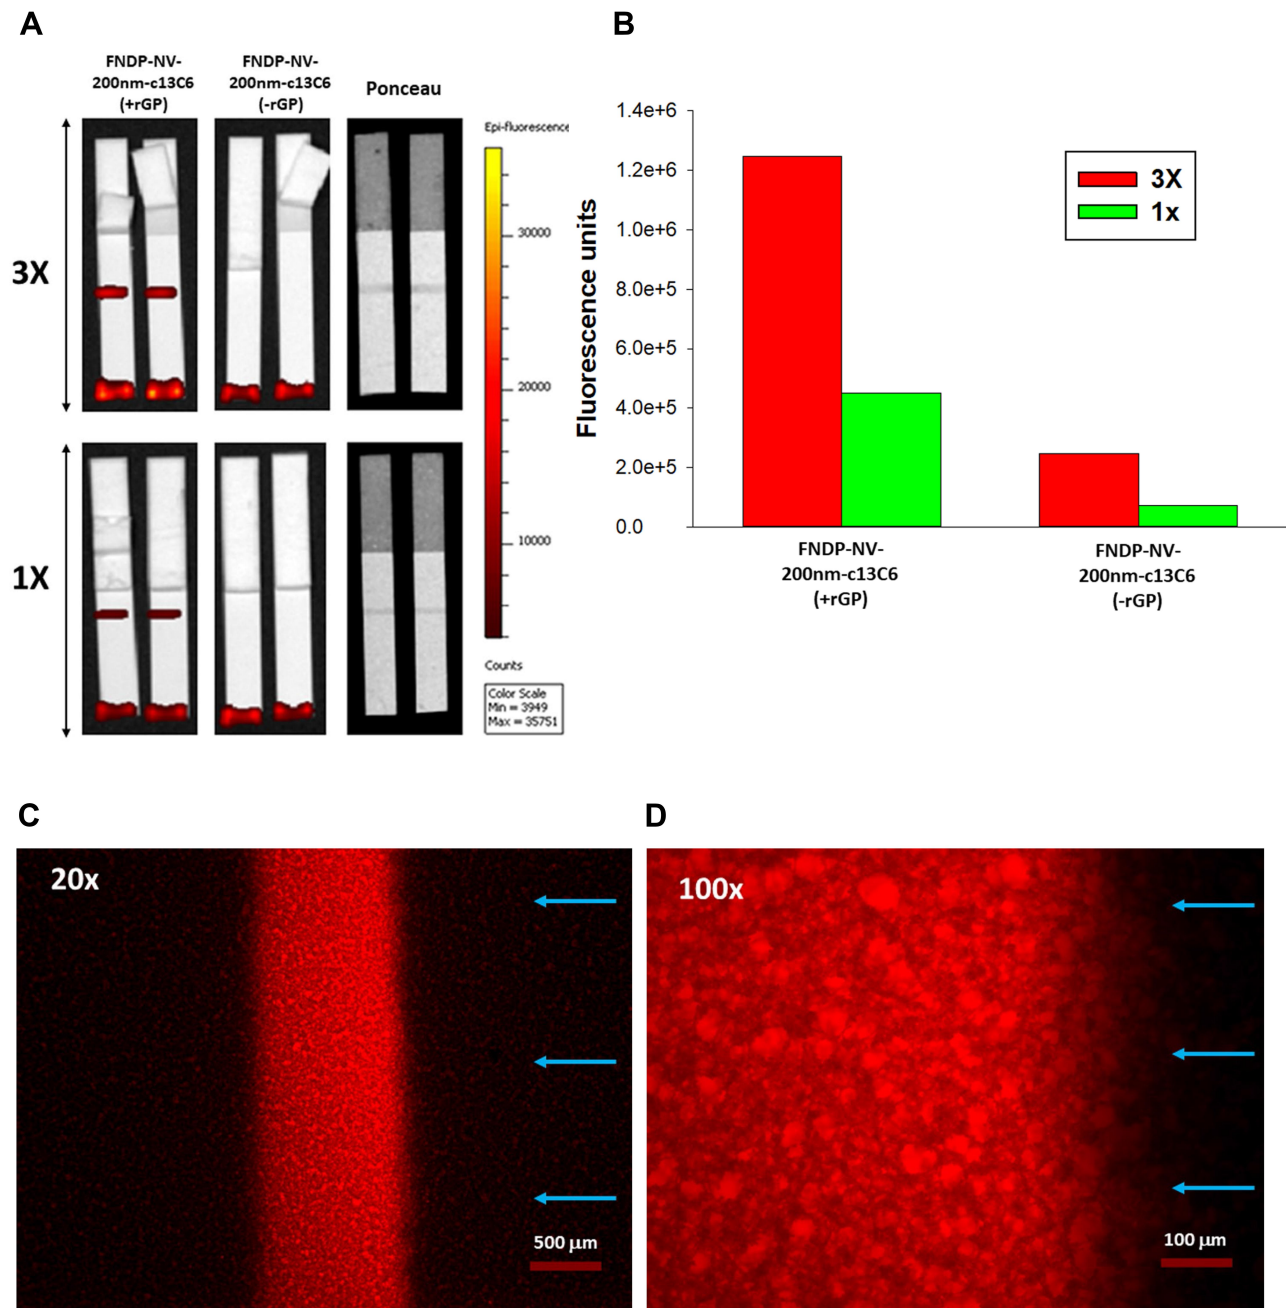 A
FNDP-NV-
200nm-c13C6
(+rGP)
FNDP-NV-
200nm-c13C6
(-rGP)
Ponceau
3X
1X
Epi-fluorescence
30000
20000
10000
Counts
Color Scale
Min = 3949
Max = 35751
B
Fluorescence units
1.4e+6
1.2e+6
1.0e+6
8.0e+5
6.0e+5
4.0e+5
2.0e+5
0.0
3X
1x
FNDP-NV-
200nm-c13C6
(+rGP)
FNDP-NV-
200nm-c13C6
(-rGP)
C
20x
500 µm
D
100x
100 µm